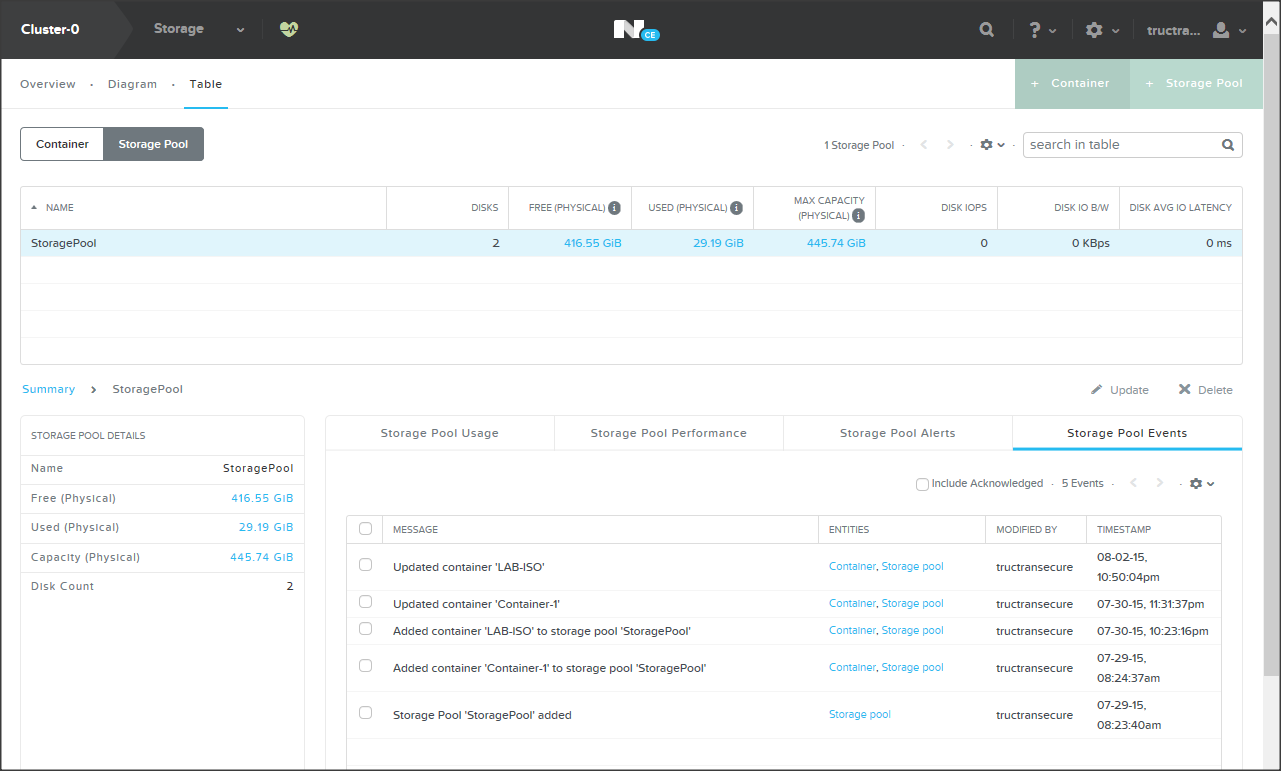 Cluster-0
Storage
N CE
?
tructra...
Overview · Diagram · Table
+ Container
+ Storage Pool
Container
Storage Pool
1 Storage Pool
search in table
NAME
DISKS
FREE (PHYSICAL)
USED (PHYSICAL)
MAX CAPACITY
(PHYSICAL)
DISK IOPS
DISK IO B/W
DISK AVG IO LATENCY
StoragePool
2
416.55 GiB
29.19 GiB
445.74 GiB
0
0 KBps
0 ms
Summary
StoragePool
Update
Delete
STORAGE POOL DETAILS
Name StoragePool
Free (Physical) 416.55 GiB
Used (Physical) 29.19 GiB
Capacity (Physical) 445.74 GiB
Disk Count 2
Storage Pool Usage
Storage Pool Performance
Storage Pool Alerts
Storage Pool Events
Include Acknowledged · 5 Events
MESSAGE
ENTITIES
MODIFIED BY
TIMESTAMP
Updated container 'LAB-ISO'
Container, Storage pool
tructransecure
08-02-15,
10:50:04pm
Updated container 'Container-1'
Container, Storage pool
tructransecure
07-30-15, 11:31:37pm
Added container 'LAB-ISO' to storage pool 'StoragePool'
Container, Storage pool
tructransecure
07-30-15, 10:23:16pm
Added container 'Container-1' to storage pool 'StoragePool'
Container, Storage pool
tructransecure
07-29-15,
08:24:37am
Storage Pool 'StoragePool' added
Storage pool
tructransecure
07-29-15,
08:23:40am